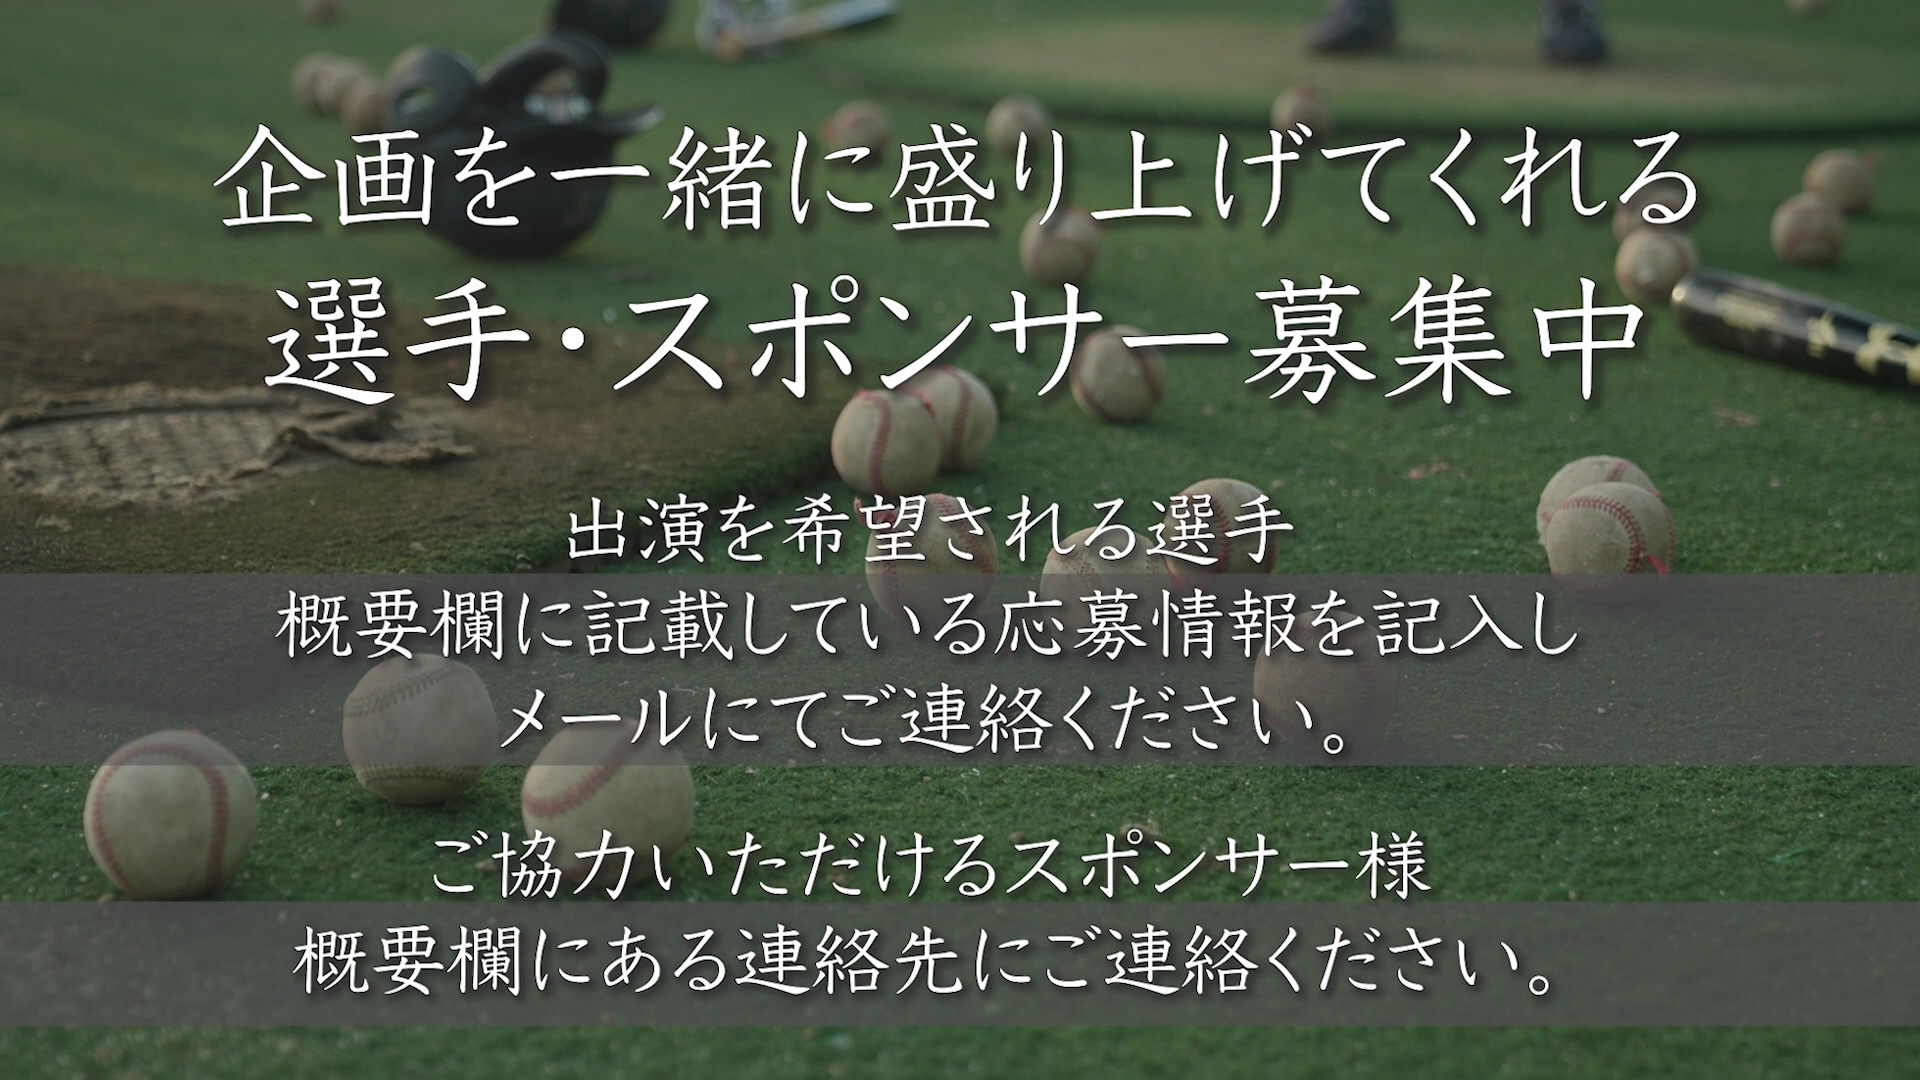 企画を一緒に盛り上げてくれる
選手・スポンサー募集中
出演を希望される選手
概要欄に記載している応募情報を記入し
メールにてご連絡ください。
ご協力いただけるスポンサー様
概要欄にある連絡先にご連絡ください。